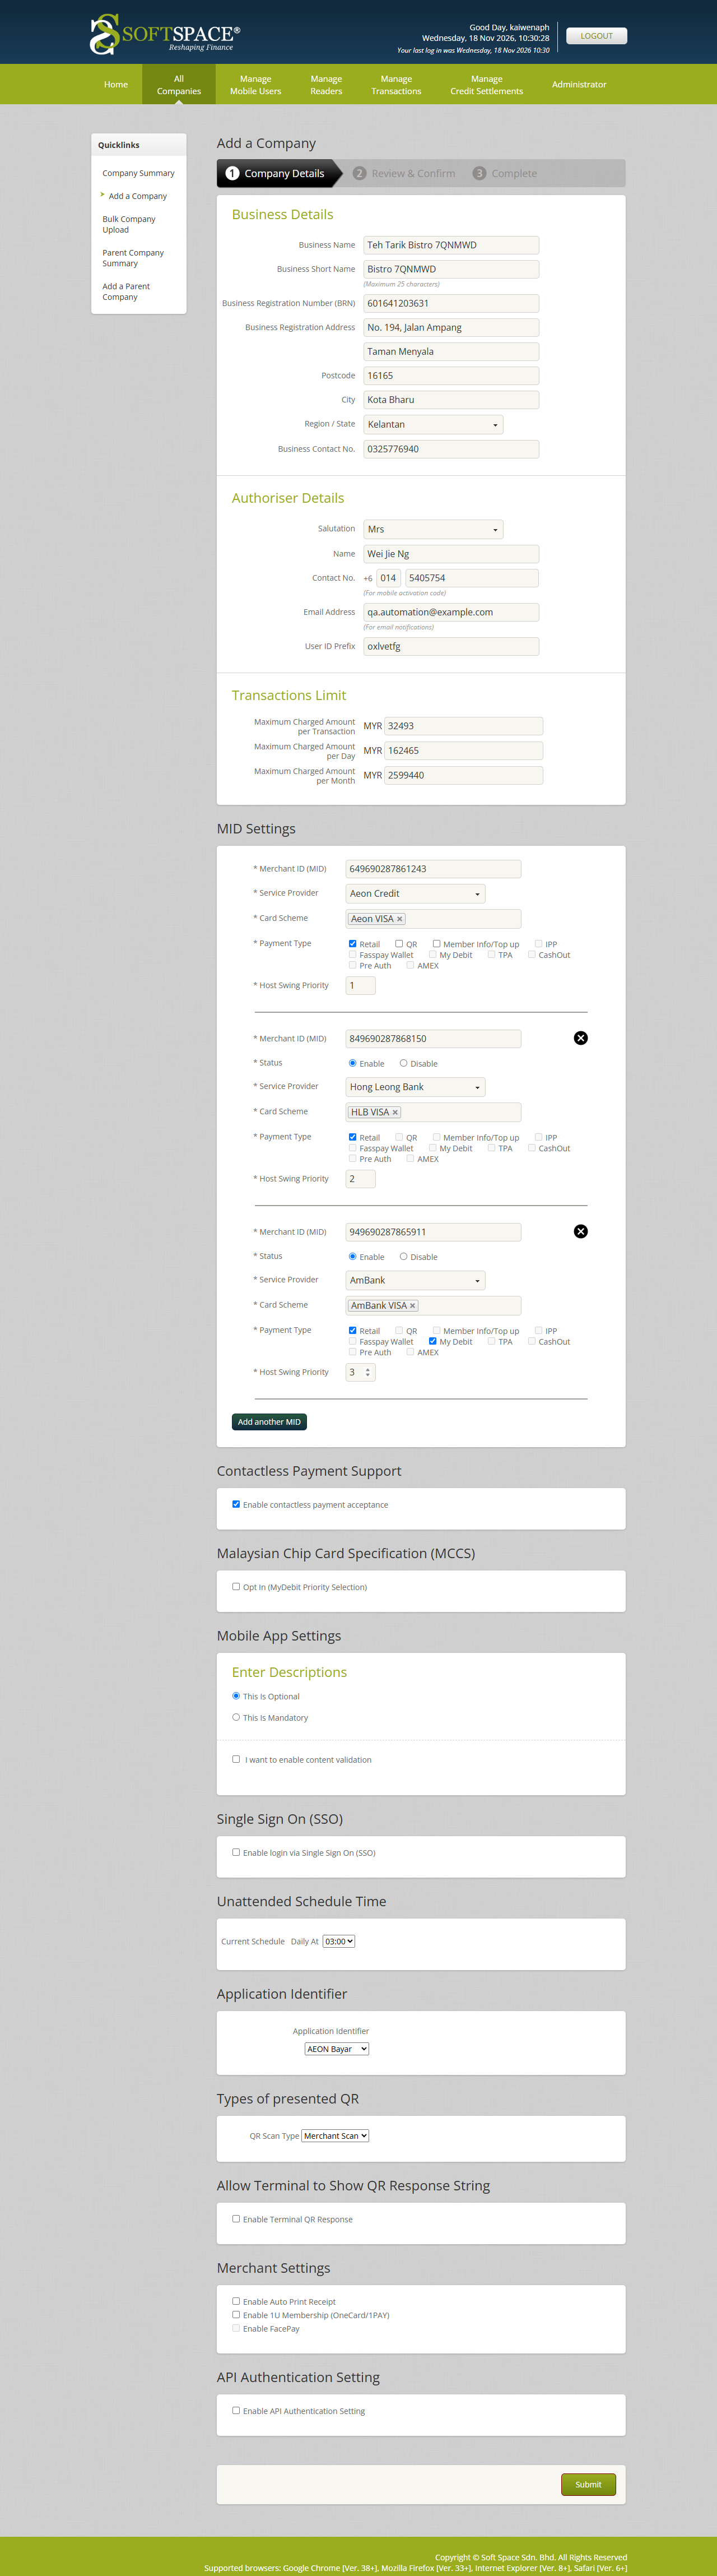 SOFTSPACE®
Reshaping Finance
Good Day, kaiwenaph
Wednesday, 18 Nov 2026, 10:30:28
Your last log in was Wednesday, 18 Nov 2026 10:30
LOGOUT
Home
All Companies
Manage Mobile Users
Manage Readers
Manage Transactions
Manage Credit Settlements
Administrator
Quicklinks
Company Summary
Add a Company
Bulk Company
Upload
Parent Company
Summary
Add a Parent
Company
Add a Company
1 Company Details 2 Review & Confirm 3 Complete
Business Details
Business Name Teh Tarik Bistro 7QNMWD
Business Short Name Bistro 7QNMWD
(Maximum 25 characters)
Business Registration Number (BRN) 601641203631
Business Registration Address No. 194, Jalan Ampang
Taman Menyala
Postcode 16165
City Kota Bharu
Region / State Kelantan
Business Contact No. 0325776940
Authoriser Details
Salutation Mrs
Name Wei Jie Ng
Contact No. +6 014 5405754
(For mobile activation code)
Email Address qa.automation@example.com
(For email notifications)
User ID Prefix oxlvetfg
Transactions Limit
Maximum Charged Amount
per Transaction MYR 32493
Maximum Charged Amount
per Day MYR 162465
Maximum Charged Amount
per Month MYR 2599440
MID Settings
* Merchant ID (MID) 649690287861243
* Service Provider Aeon Credit
* Card Scheme Aeon VISA
* Payment Type Retail QR Member Info/Top up IPP
Fasspay Wallet My Debit TPA CashOut
Pre Auth AMEX
* Host Swing Priority 1
* Merchant ID (MID) 849690287868150
* Status Enable Disable
* Service Provider Hong Leong Bank
* Card Scheme HLB VISA
* Payment Type Retail QR Member Info/Top up IPP
Fasspay Wallet My Debit TPA CashOut
Pre Auth AMEX
* Host Swing Priority 2
* Merchant ID (MID) 949690287865911
* Status Enable Disable
* Service Provider AmBank
* Card Scheme AmBank VISA
* Payment Type Retail QR Member Info/Top up IPP
Fasspay Wallet My Debit TPA CashOut
Pre Auth AMEX
* Host Swing Priority 3
Add another MID
Contactless Payment Support
Enable contactless payment acceptance
Malaysian Chip Card Specification (MCCS)
Opt In (MyDebit Priority Selection)
Mobile App Settings
Enter Descriptions
This Is Optional
This Is Mandatory
I want to enable content validation
Single Sign On (SSO)
Enable login via Single Sign On (SSO)
Unattended Schedule Time
Current Schedule Daily At 03:00
Application Identifier
Application Identifier
AEON Bayar
Types of presented QR
QR Scan Type Merchant Scan
Allow Terminal to Show QR Response String
Enable Terminal QR Response
Merchant Settings
Enable Auto Print Receipt
Enable 1U Membership (OneCard/1PAY)
Enable FacePay
API Authentication Setting
Enable API Authentication Setting
Submit
Copyright © Soft Space Sdn. Bhd. All Rights Reserved
Supported browsers: Google Chrome [Ver. 38+], Mozilla Firefox [Ver. 33+], Internet Explorer [Ver. 8+], Safari [Ver. 6+]